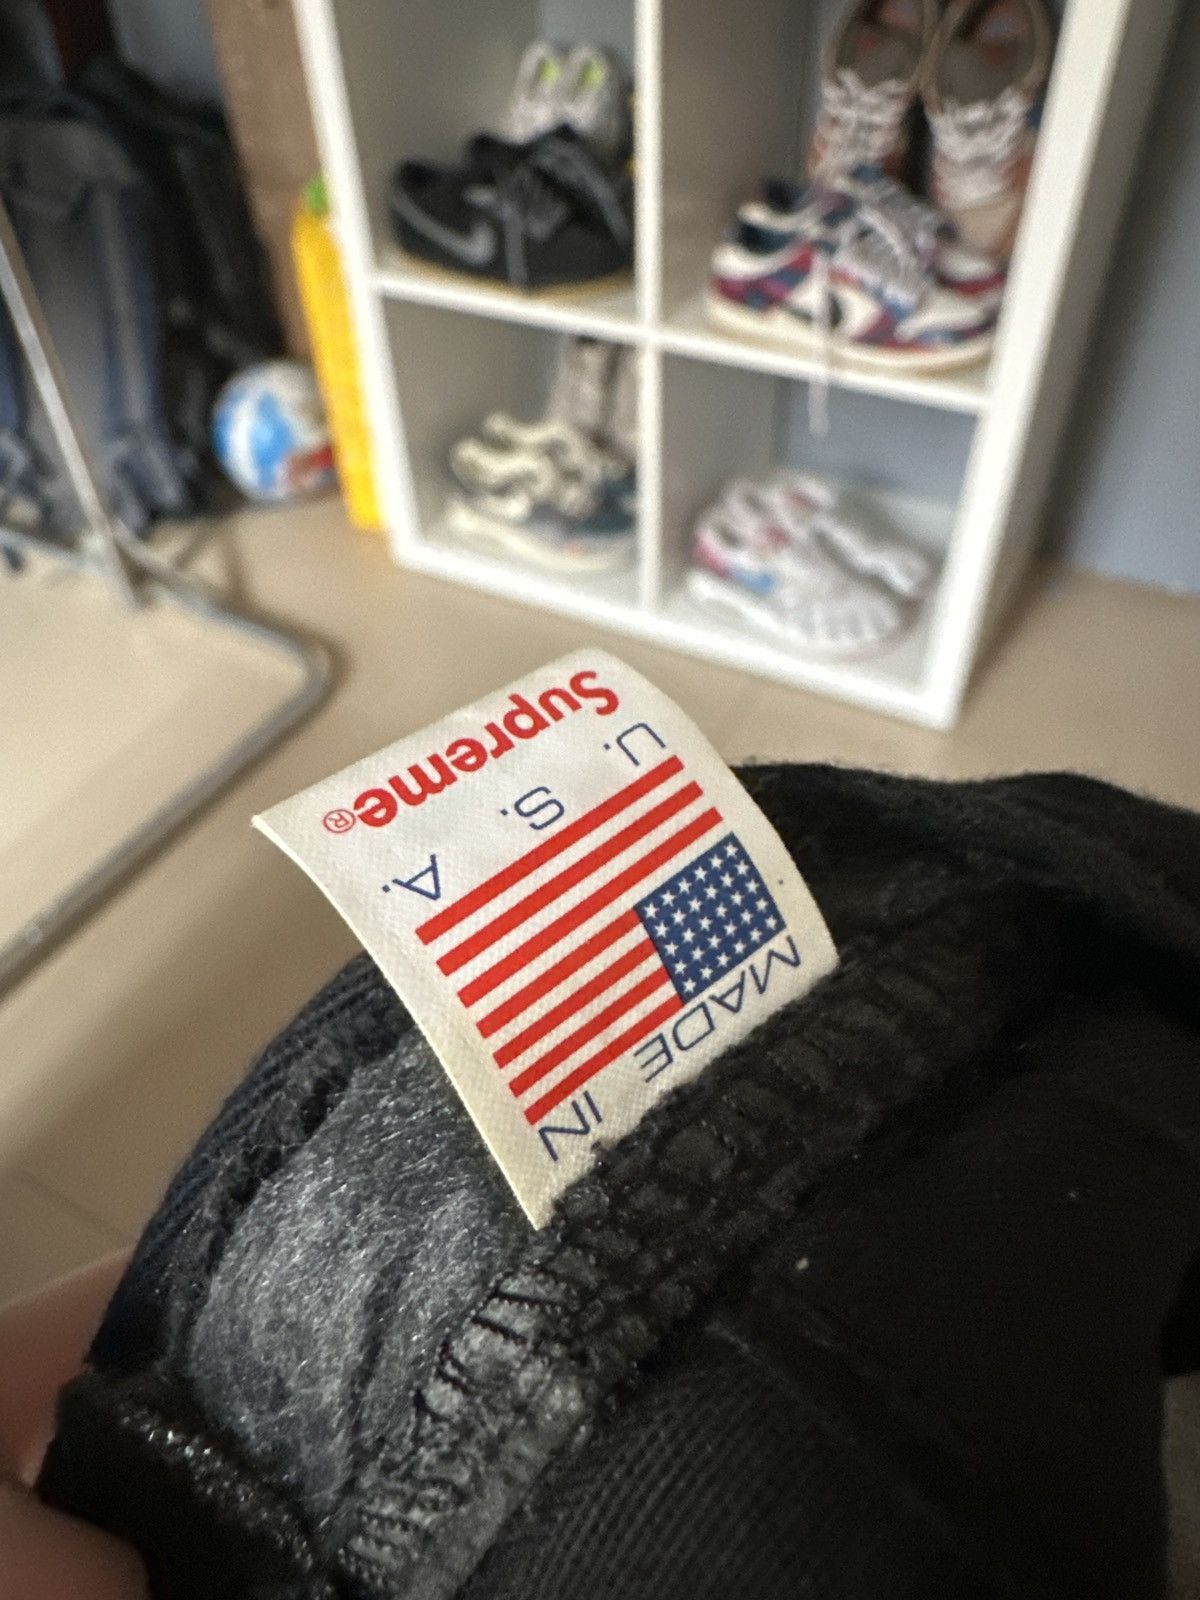 MADE IN
U. S. A.
Supreme®